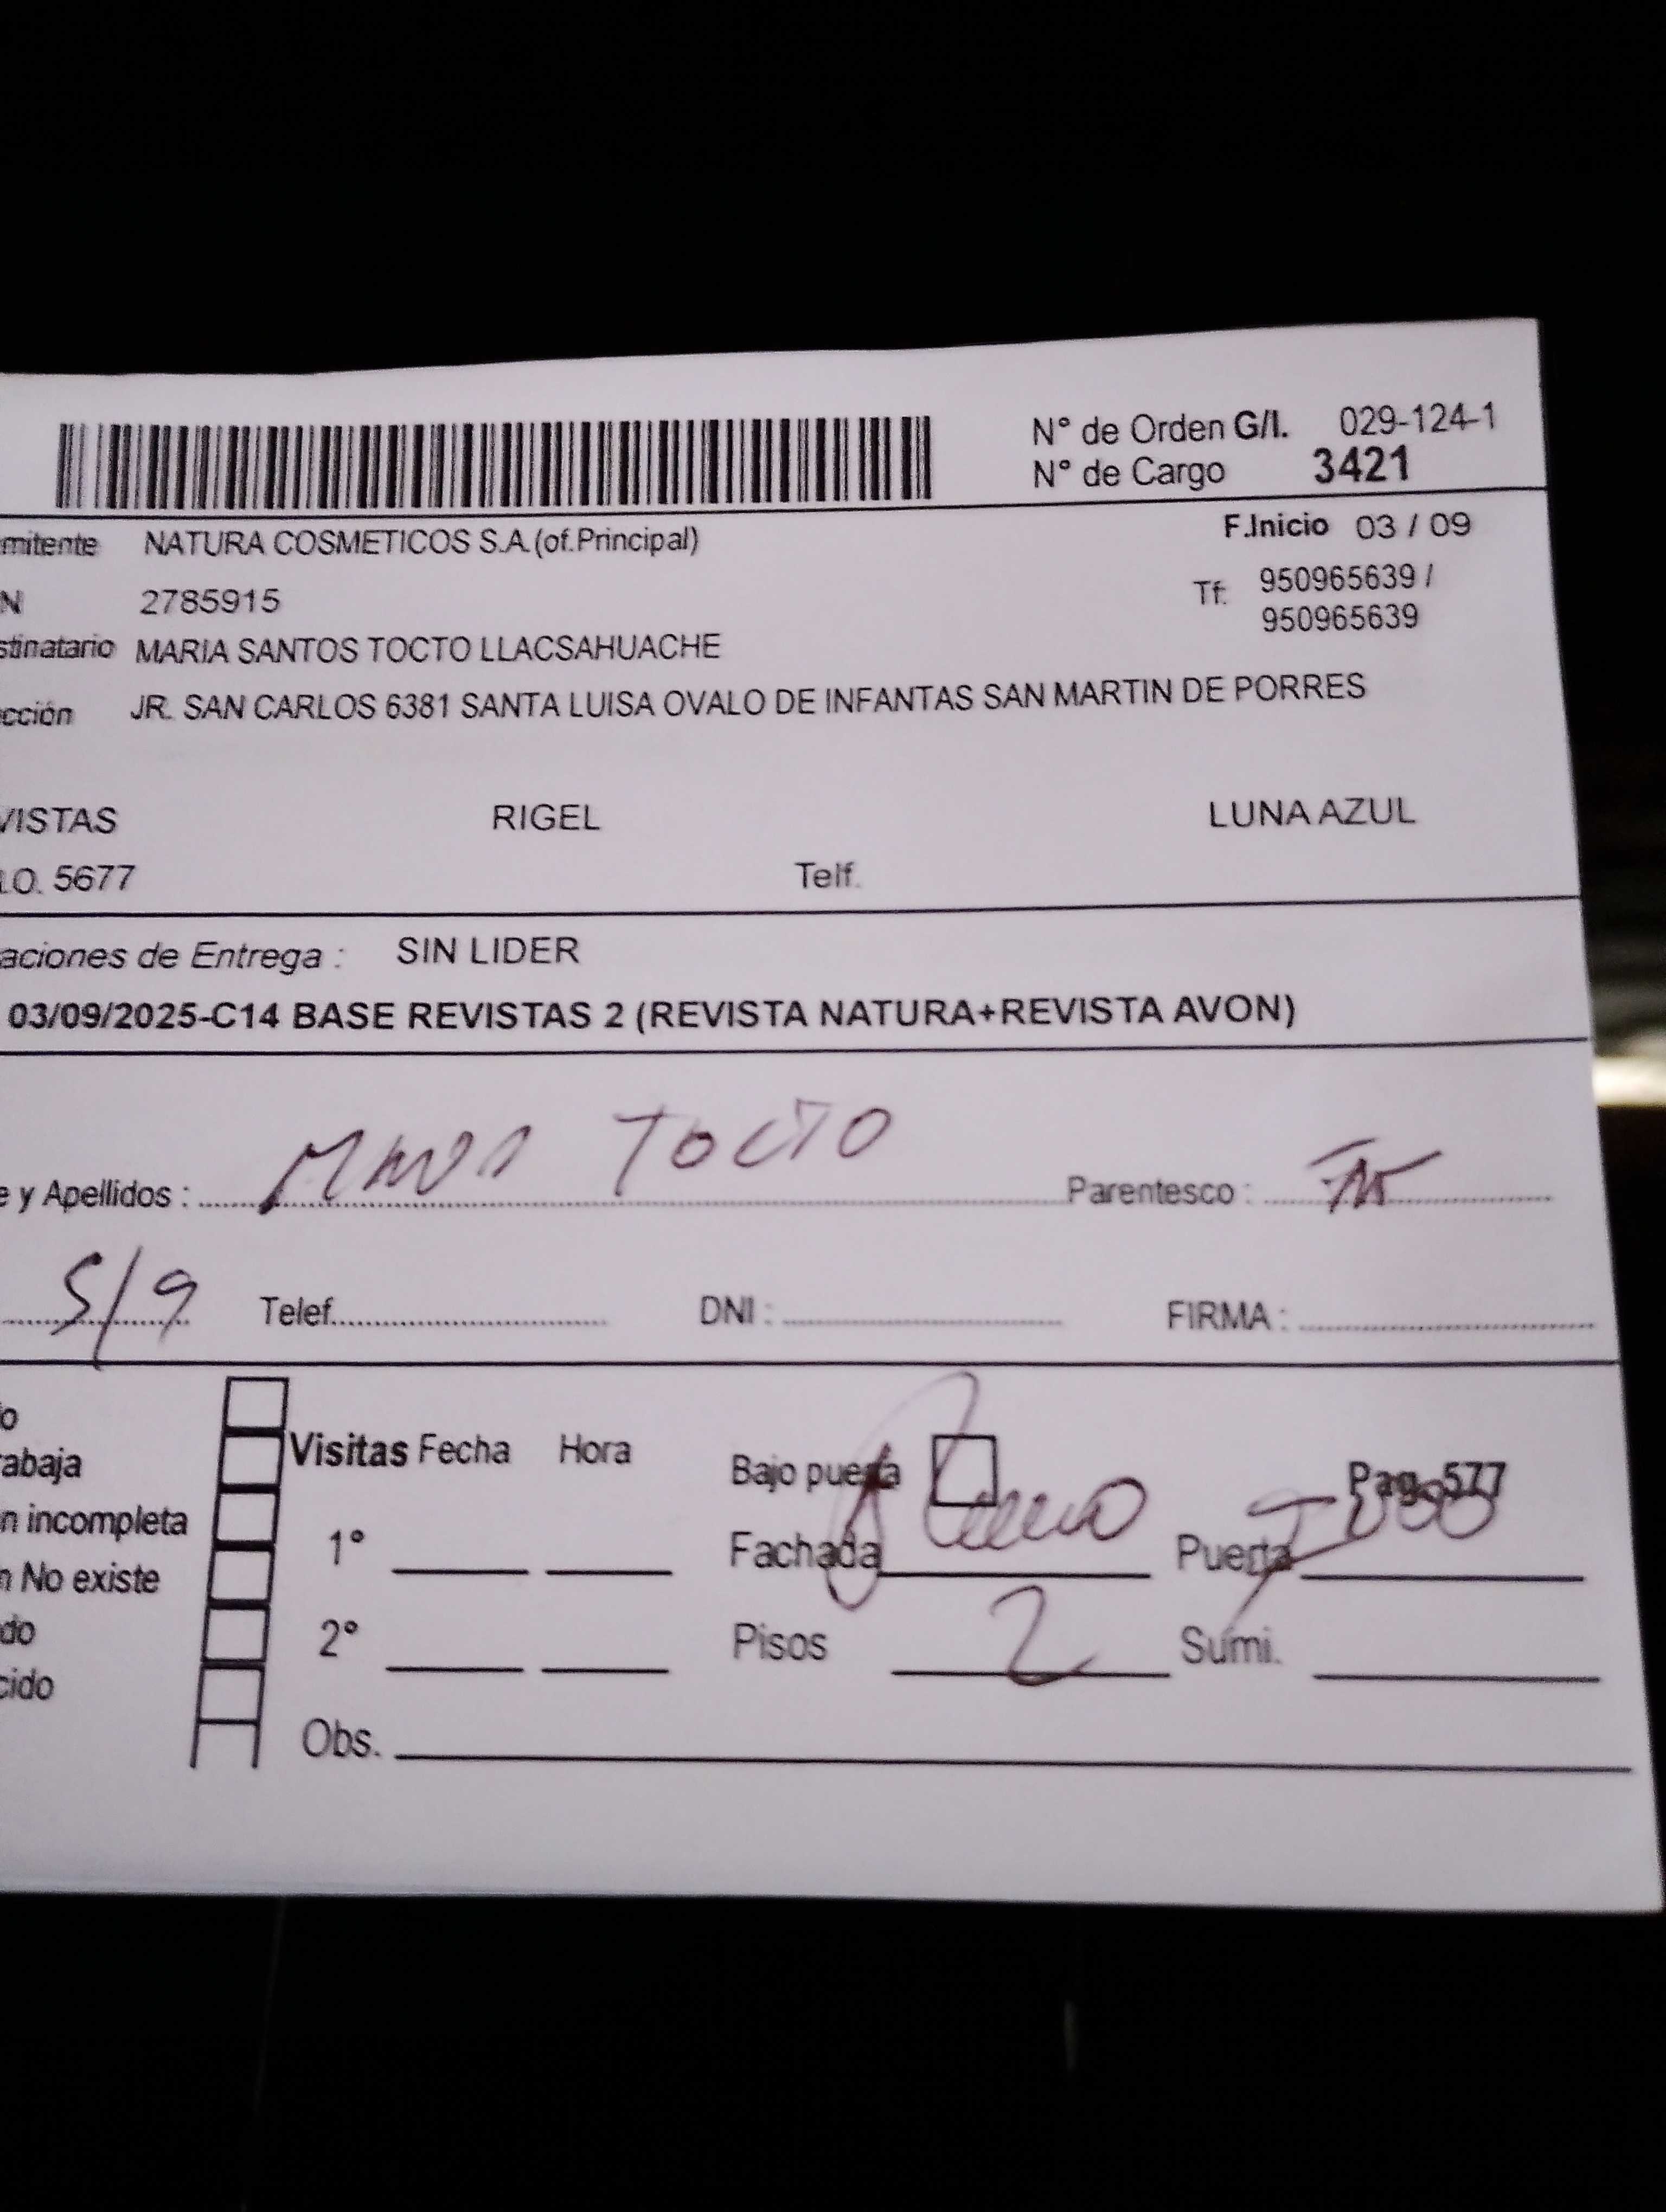 N° de Orden G/I. 029-124-1
N° de Cargo 3421
mitente NATURA COSMETICOS S.A.(of.Principal) F.Inicio 03 / 09
N 2785915 Tf: 950965639 /
950965639
stinatario MARIA SANTOS TOCTO LLACSAHUACHE
cción JR. SAN CARLOS 6381 SANTA LUISA OVALO DE INFANTAS SAN MARTIN DE PORRES
VISTAS RIGEL LUNA AZUL
.O. 5677 Telf.
aciones de Entrega : SIN LIDER
03/09/2025-C14 BASE REVISTAS 2 (REVISTA NATURA+REVISTA AVON)
e y Apellidos : Tocto Parentesco :
5/9 Telef. DNI : FIRMA :
o
Visitas Fecha Hora Bajo puerta Pag. 577
rabaja
n incompleta 1° Fachada Puerta
n No existe
do 2° Pisos 2 Sumi.
cido
Obs.